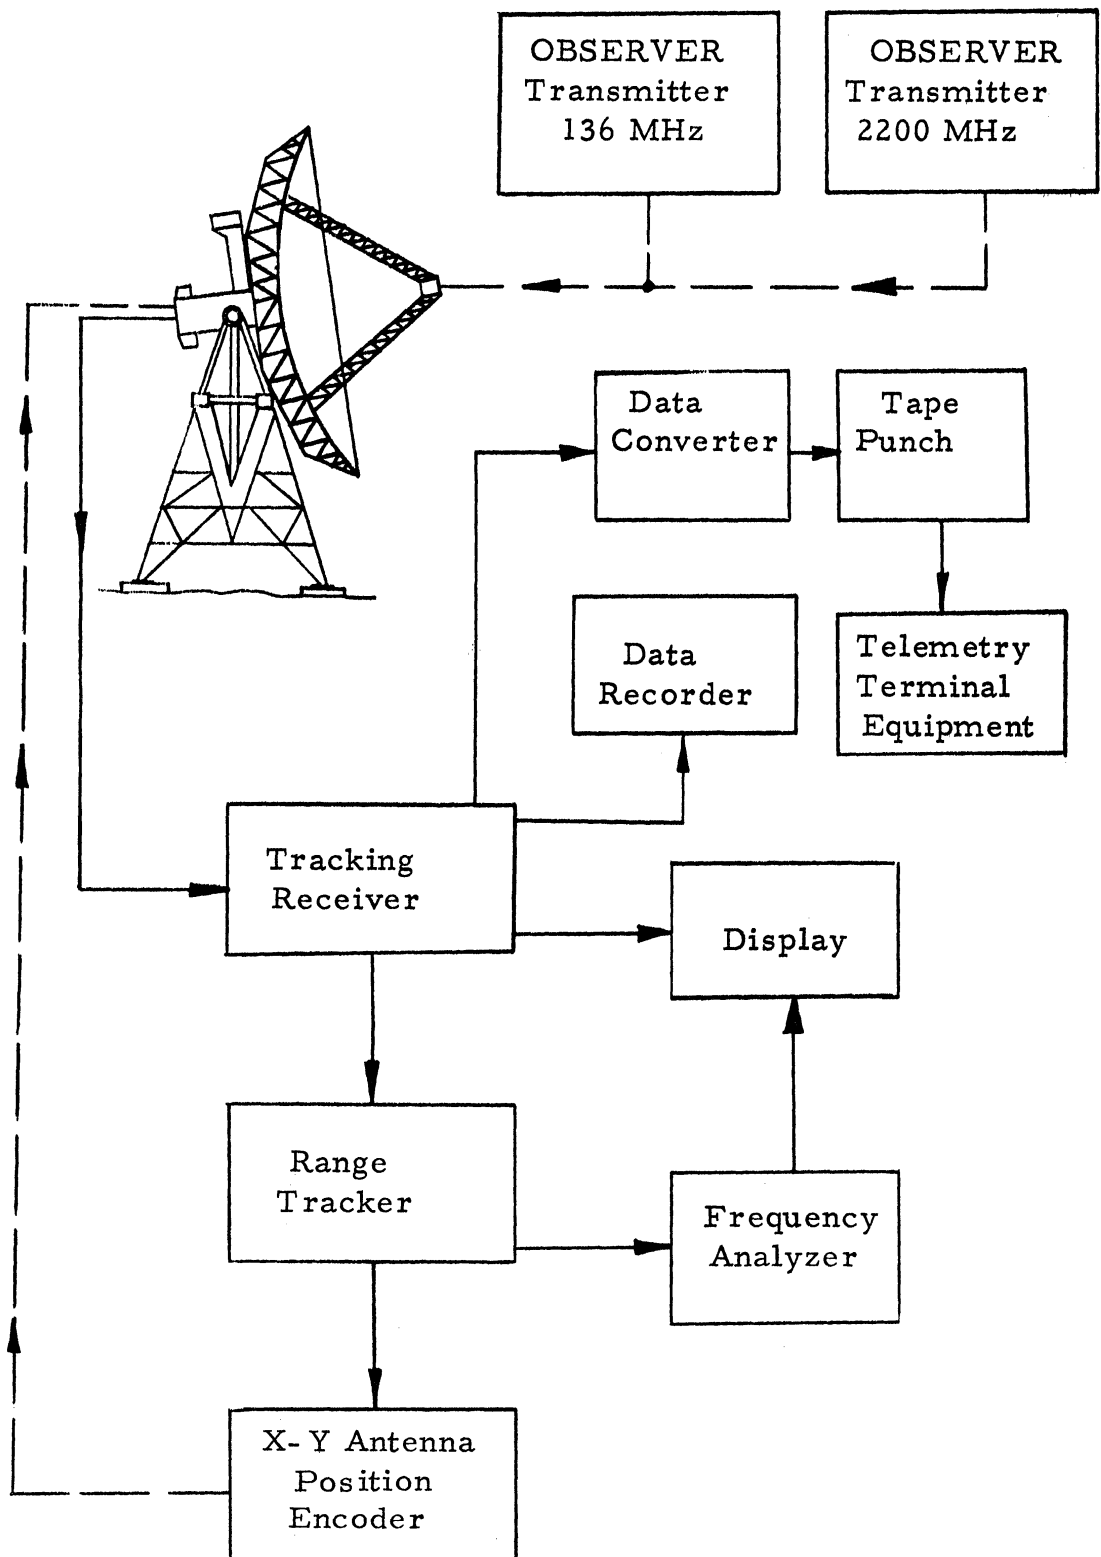 OBSERVER
Transmitter
136 MHz
OBSERVER
Transmitter
2200 MHz
Data
Converter
Tape
Punch
Data
Recorder
Telemetry
Terminal
Equipment
Tracking
Receiver
Display
Range
Tracker
Frequency
Analyzer
X-Y Antenna
Position
Encoder